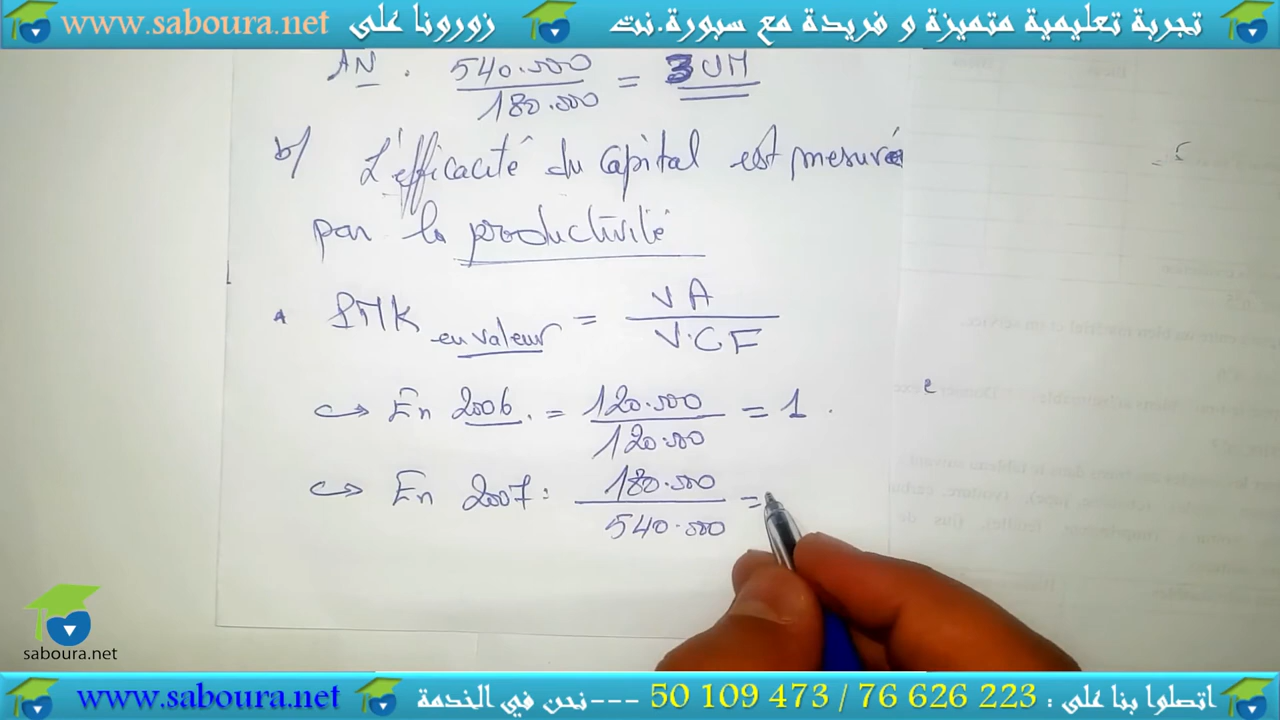 تجربة تعليمية متميزة و فريدة مع سبورة.نت زورونا على www.saboura.net
AN . 540.000 / 180.000 = 3 UM
b/ L'efficacité du capital est mesurée
par la productivité
PMK en valeur = VA / V.C.F
↪ En 2006 . = 120.000 / 120.000 = 1 .
↪ En 2007 : 180.000 / 540.000 =
saboura.net
اتصلوا بنا على : 50 109 473 / 76 626 223 ---نحن في الخدمة www.saboura.net